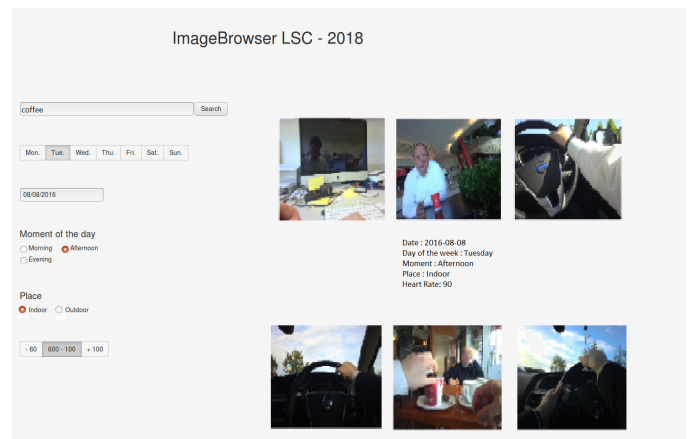 ImageBrowser LSC - 2018
coffee
Search
Mon. Tue. Wed. Thu. Fri. Sat. Sun.
08/08/2016
Moment of the day
Morning Afternoon
Evening
Place
Indoor Outdoor
- 60 600 - 100 + 100
Date : 2016-08-08
Day of the week : Tuesday
Moment : Afternoon
Place : Indoor
Heart Rate: 90